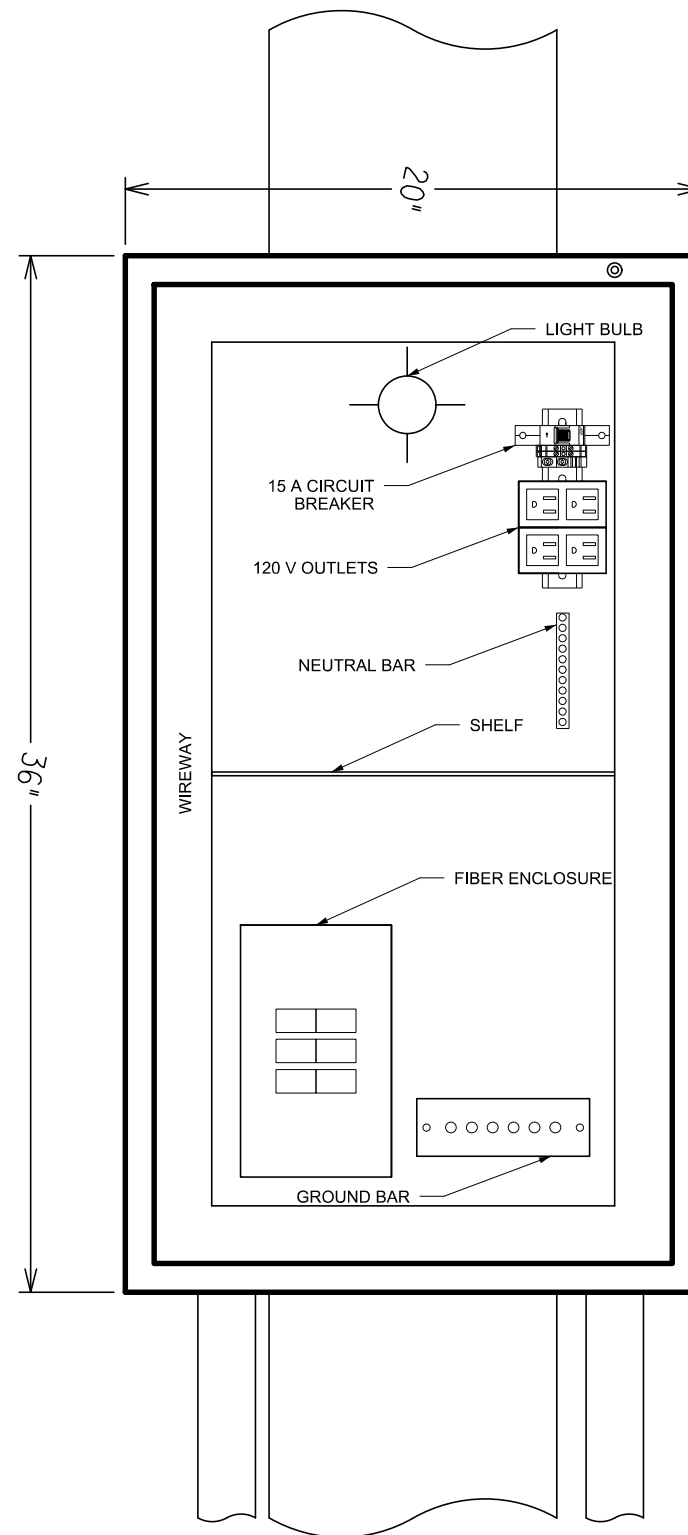 20"
LIGHT BULB
15 A CIRCUIT
BREAKER
120 V OUTLETS
NEUTRAL BAR
SHELF
WIREWAY
36"
FIBER ENCLOSURE
GROUND BAR